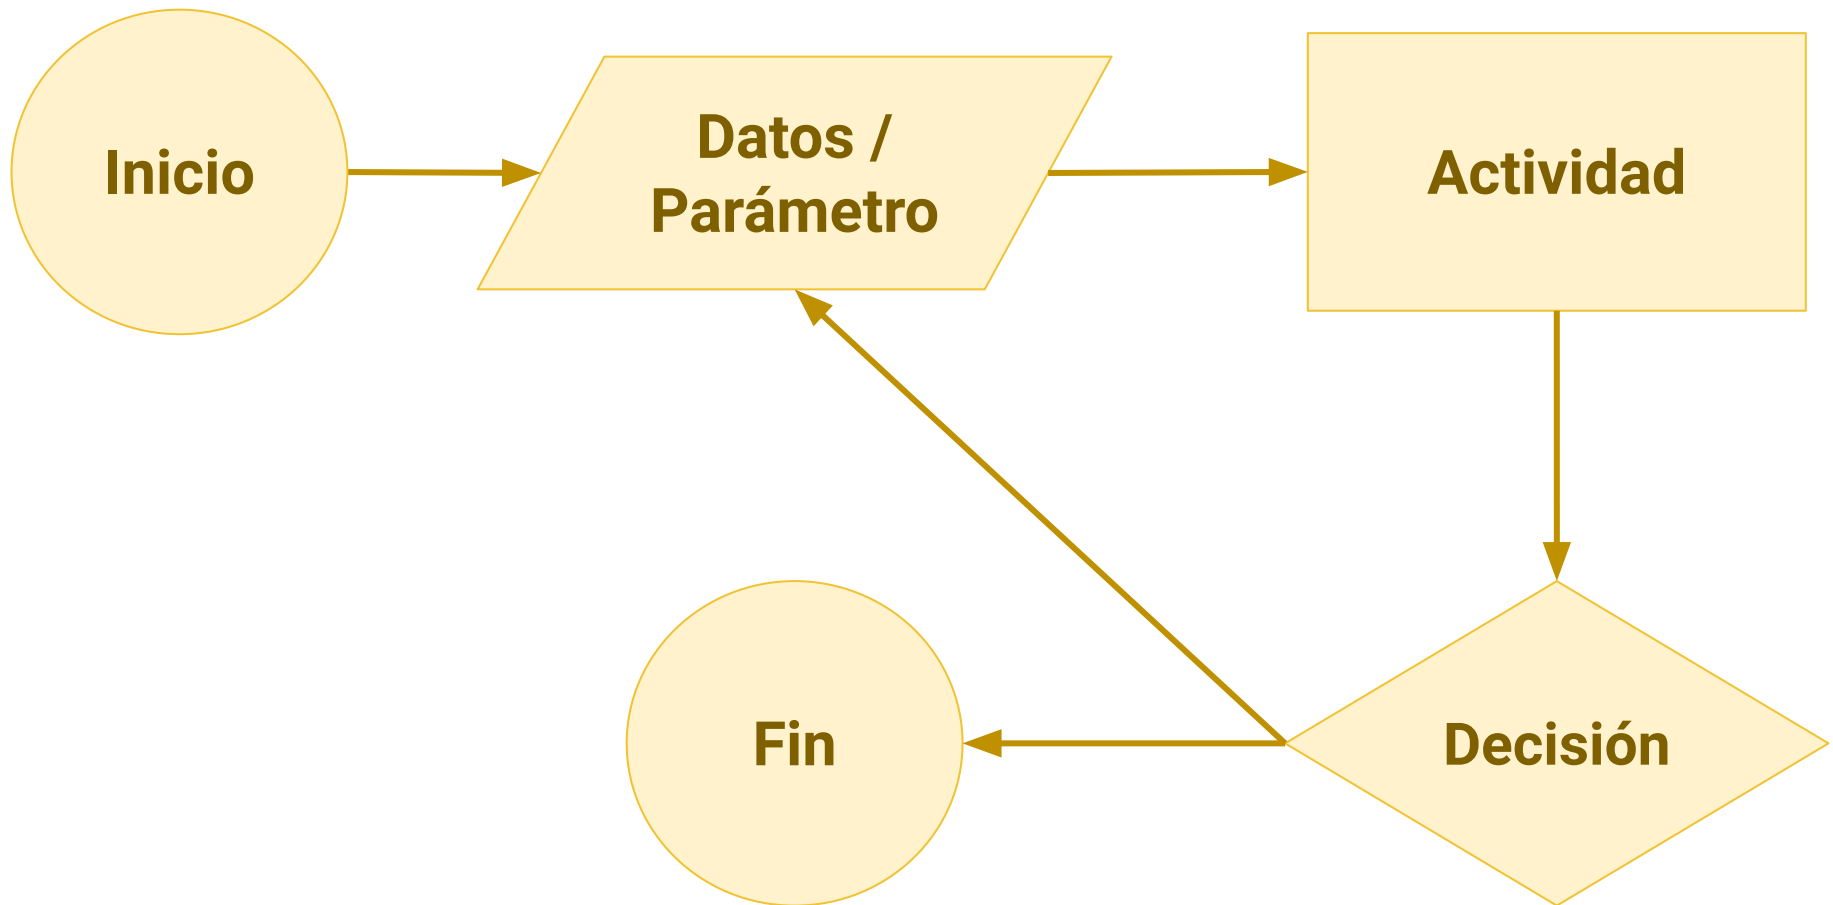 Inicio
Datos /
Parámetro
Actividad
Fin
Decisión